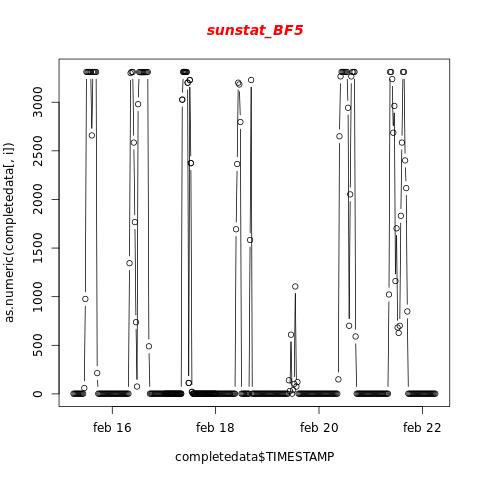 sunstat_BF5
as.numeric(completedata[, i])
3000
2500
2000
1500
1000
500
0
feb 16
feb 18
feb 20
feb 22
completedata$TIMESTAMP